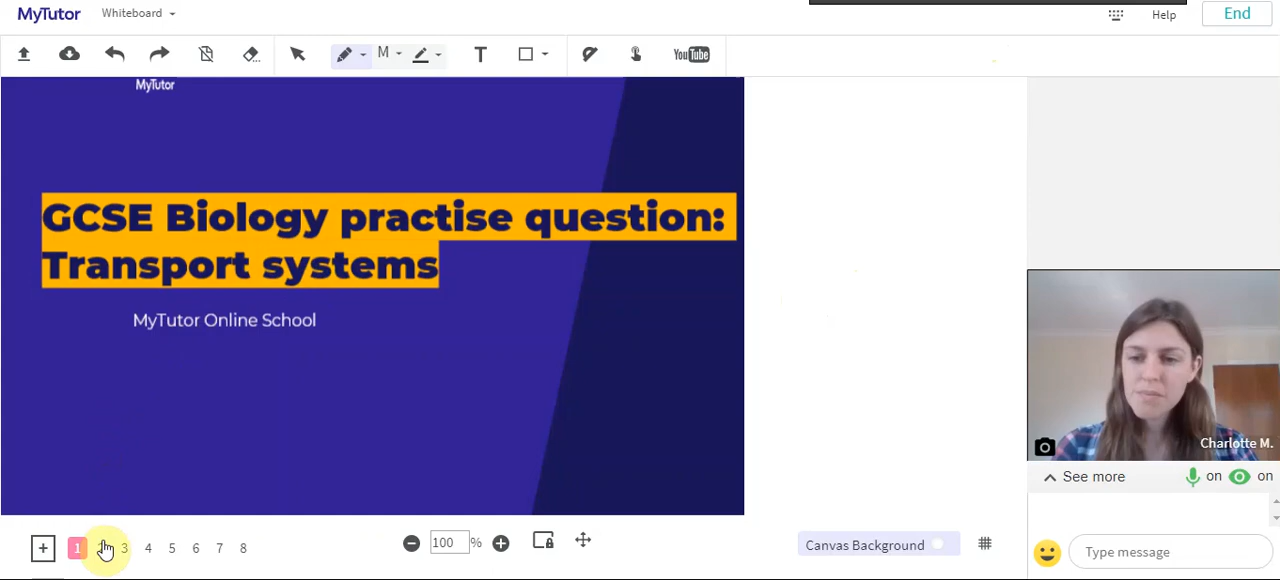 MyTutor
Whiteboard
Help
End
M
T
YouTube
MyTutor
GCSE Biology practise question:
Transport systems
MyTutor Online School
Charlotte M.
See more
on
on
1
3
4
5
6
7
8
100
%
Canvas Background
Type message